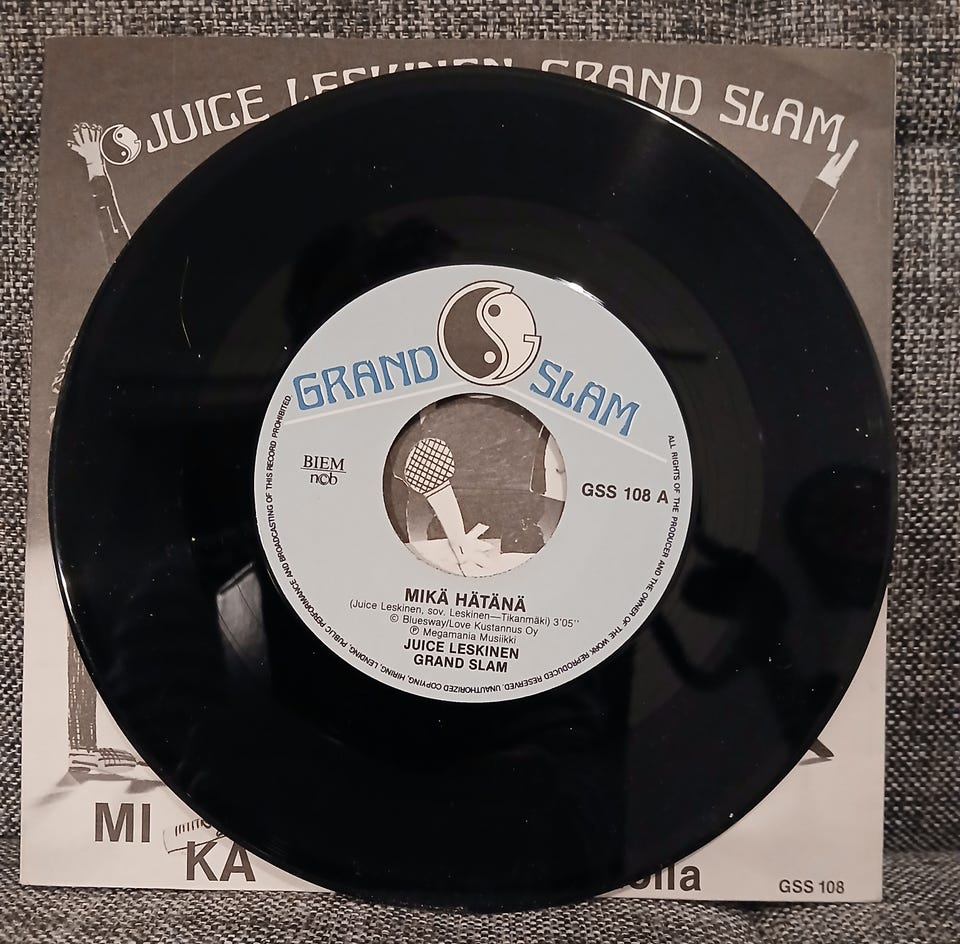 JUICE LESKINEN GRAND SLAM
GRAND SLAM
BIEM
ncb
GSS 108 A
MIKÄ HÄTÄNÄ
(Juice Leskinen, sov. Leskinen—Tikanmäki) 3'05''
© Bluesway/Love Kustannus Oy
℗ Megamania Musiikki
JUICE LESKINEN
GRAND SLAM
ALL RIGHTS OF THE PRODUCER AND THE OWNER OF THE WORK REPRODUCED RESERVED. UNAUTHORIZED COPYING, HIRING, LENDING, PUBLIC PERFORMANCE AND BROADCASTING OF THIS RECORD PROHIBITED.
MI
KA
GSS 108